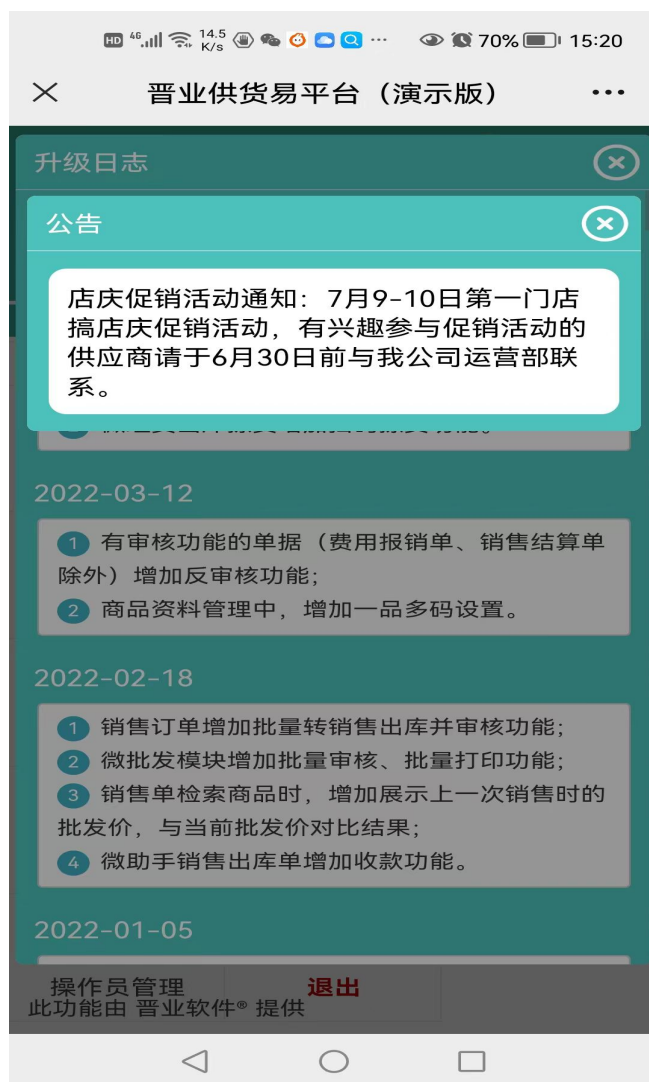 HD 46 14.5 K/s 70% 15:20
晋业供货易平台（演示版）
升级日志
公告
店庆促销活动通知：7月9-10日第一门店
搞店庆促销活动，有兴趣参与促销活动的
供应商请于6月30日前与我公司运营部联
系。
2022-03-12
1 有审核功能的单据（费用报销单、销售结算单
除外）增加反审核功能；
2 商品资料管理中，增加一品多码设置。
2022-02-18
1 销售订单增加批量转销售出库并审核功能；
2 微批发模块增加批量审核、批量打印功能；
3 销售单检索商品时，增加展示上一次销售时的
批发价，与当前批发价对比结果；
4 微助手销售出库单增加收款功能。
2022-01-05
操作员管理 退出
此功能由 晋业软件® 提供